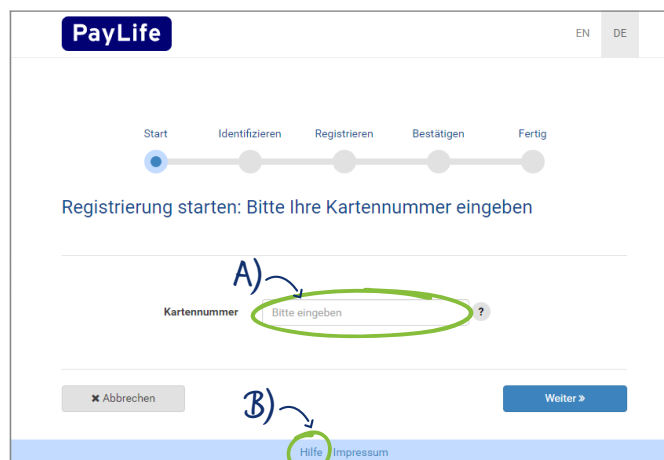 PayLife
EN DE
Start Identifizieren Registrieren Bestätigen Fertig
Registrierung starten: Bitte Ihre Kartennummer eingeben
A)
Kartennummer Bitte eingeben ?
✖ Abbrechen Weiter »
B)
Hilfe Impressum